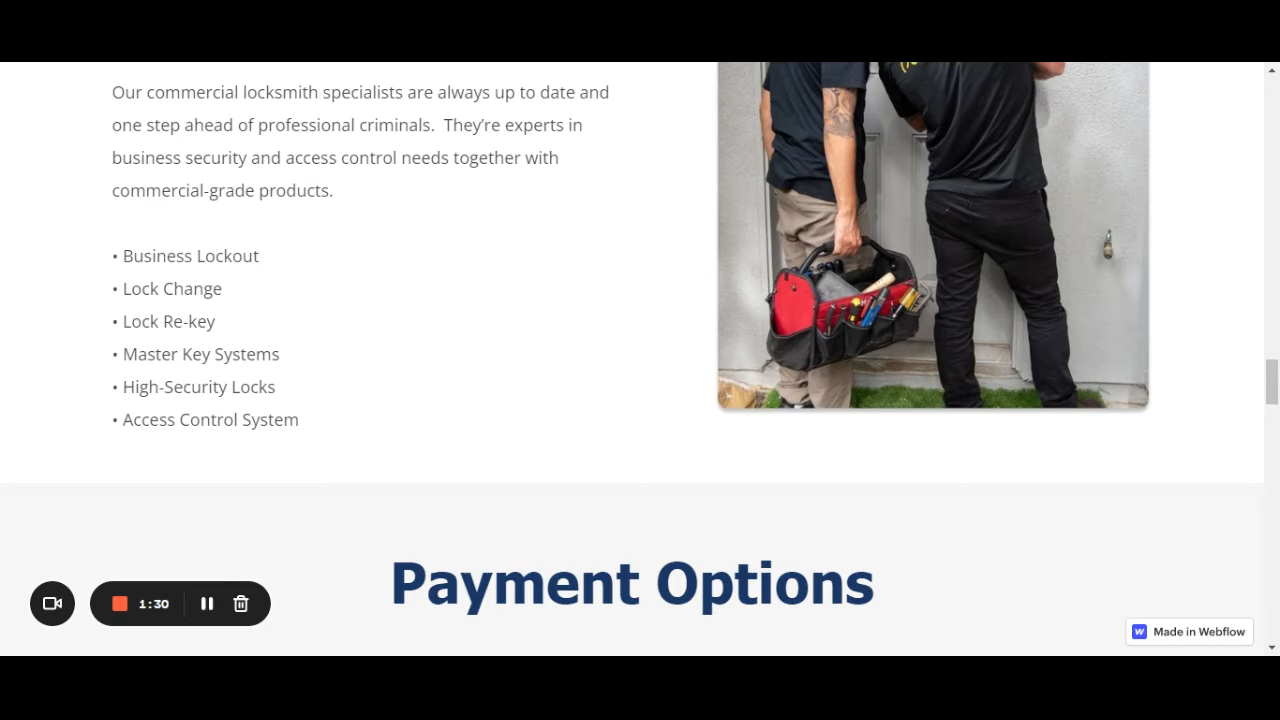 Our commercial locksmith specialists are always up to date and
one step ahead of professional criminals.  They’re experts in
business security and access control needs together with
commercial-grade products.
• Business Lockout
• Lock Change
• Lock Re-key
• Master Key Systems
• High-Security Locks
• Access Control System
Payment Options
1:30
Made in Webflow